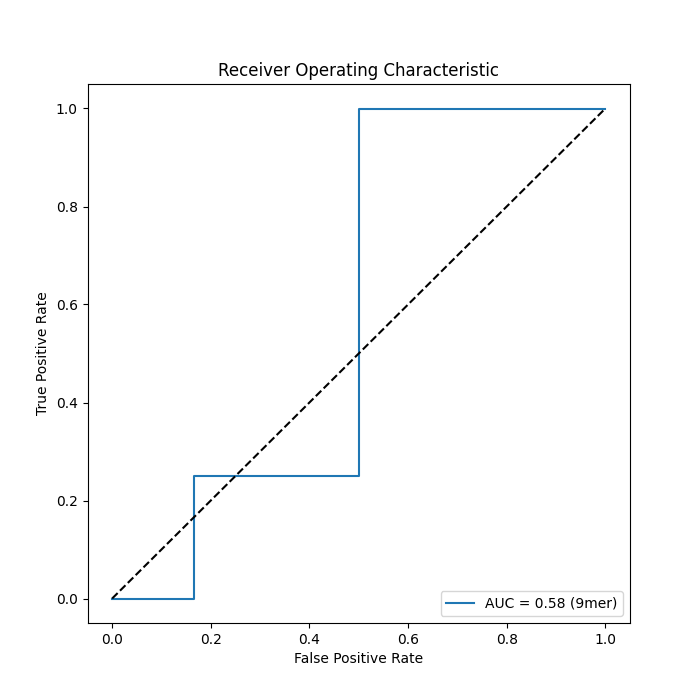 Receiver Operating Characteristic
True Positive Rate
1.0
0.8
0.6
0.4
0.2
0.0
AUC = 0.58 (9mer)
0.0 0.2 0.4 0.6 0.8 1.0
False Positive Rate